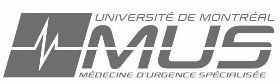 UNIVERSITÉ DE MONTRÉAL
MUS
MÉDECINE D'URGENCE SPÉCIALISÉE